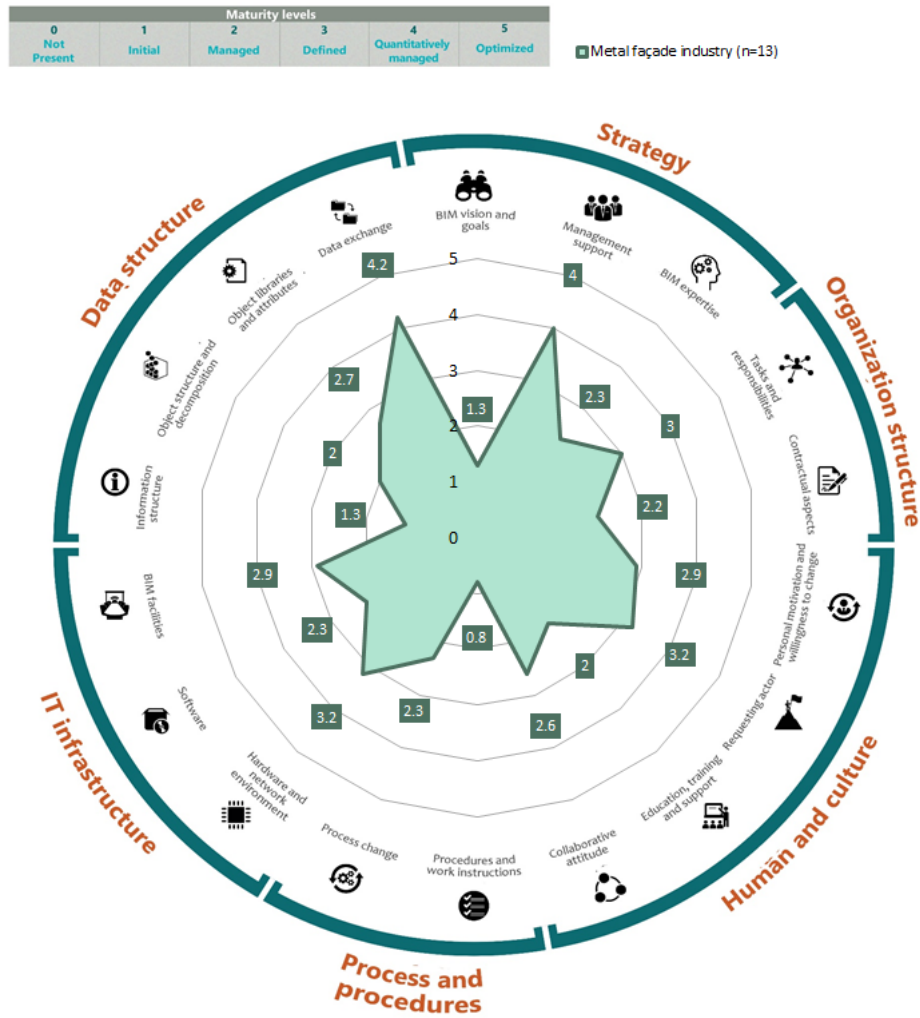 Maturity levels
0 1 2 3 4 5
Not Present Initial Managed Defined Quantitatively managed Optimized
Metal façade industry (n=13)
Strategy
BIM vision and
goals
Management
support
BIM expertise
Organization structure
Tasks and
responsibilities
Contractual aspects
Human and culture
Personal motivation and
willingness to change
Requesting actor
Education, training
and support
Collaborative
attitude
Process and
procedures
Procedures and
work instructions
Process change
IT infrastructure
Hardware and
network
environment
Software
BIM facilities
Data structure
Information
structure
Object structure and
decomposition
Object libraries
and attributes
Data exchange
5
4
3
2
1
0
1.3
4
2.3
3
2.2
2.9
3.2
2
2.6
0.8
2.3
3.2
2.3
2.9
1.3
2
2.7
4.2